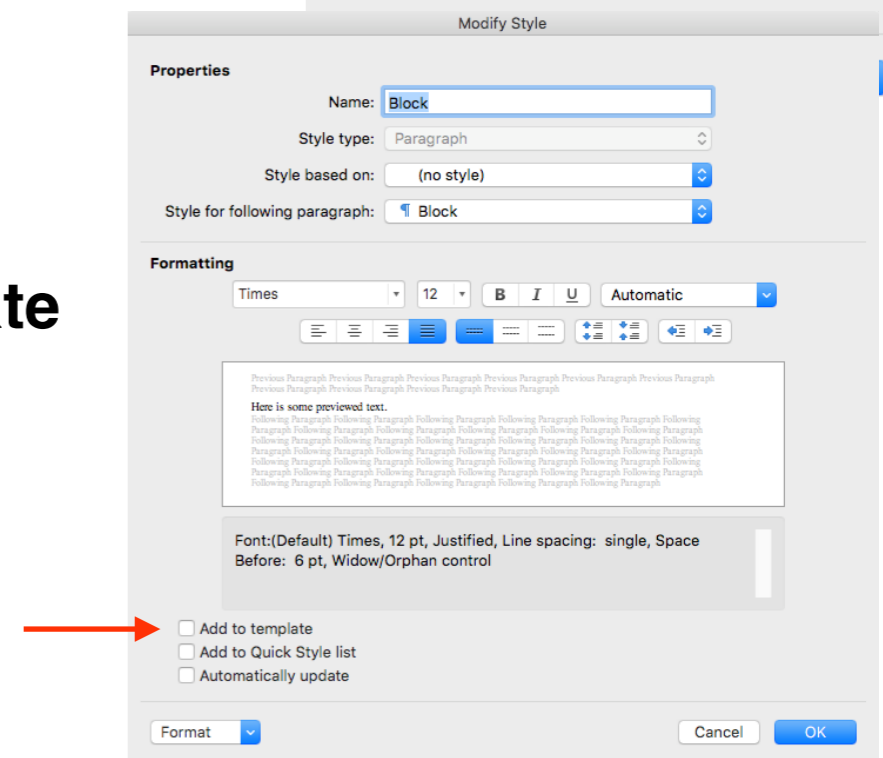 Modify Style
Properties
Name: Block
Style type: Paragraph
Style based on: (no style)
Style for following paragraph: ¶ Block
te
Formatting
Times 12 B I U Automatic
Previous Paragraph Previous Paragraph Previous Paragraph Previous Paragraph Previous Paragraph Previous Paragraph
Previous Paragraph Previous Paragraph Previous Paragraph Previous Paragraph
Here is some previewed text.
Following Paragraph Following Paragraph Following Paragraph Following Paragraph Following Paragraph Following
Paragraph Following Paragraph Following Paragraph Following Paragraph Following Paragraph Following Paragraph
Following Paragraph Following Paragraph Following Paragraph Following Paragraph Following Paragraph Following
Paragraph Following Paragraph Following Paragraph Following Paragraph Following Paragraph Following Paragraph
Following Paragraph Following Paragraph Following Paragraph Following Paragraph Following Paragraph Following
Paragraph Following Paragraph Following Paragraph Following Paragraph Following Paragraph Following Paragraph
Following Paragraph Following Paragraph Following Paragraph Following Paragraph Following Paragraph
Font:(Default) Times, 12 pt, Justified, Line spacing: single, Space
Before: 6 pt, Widow/Orphan control
Add to template
Add to Quick Style list
Automatically update
Format Cancel OK